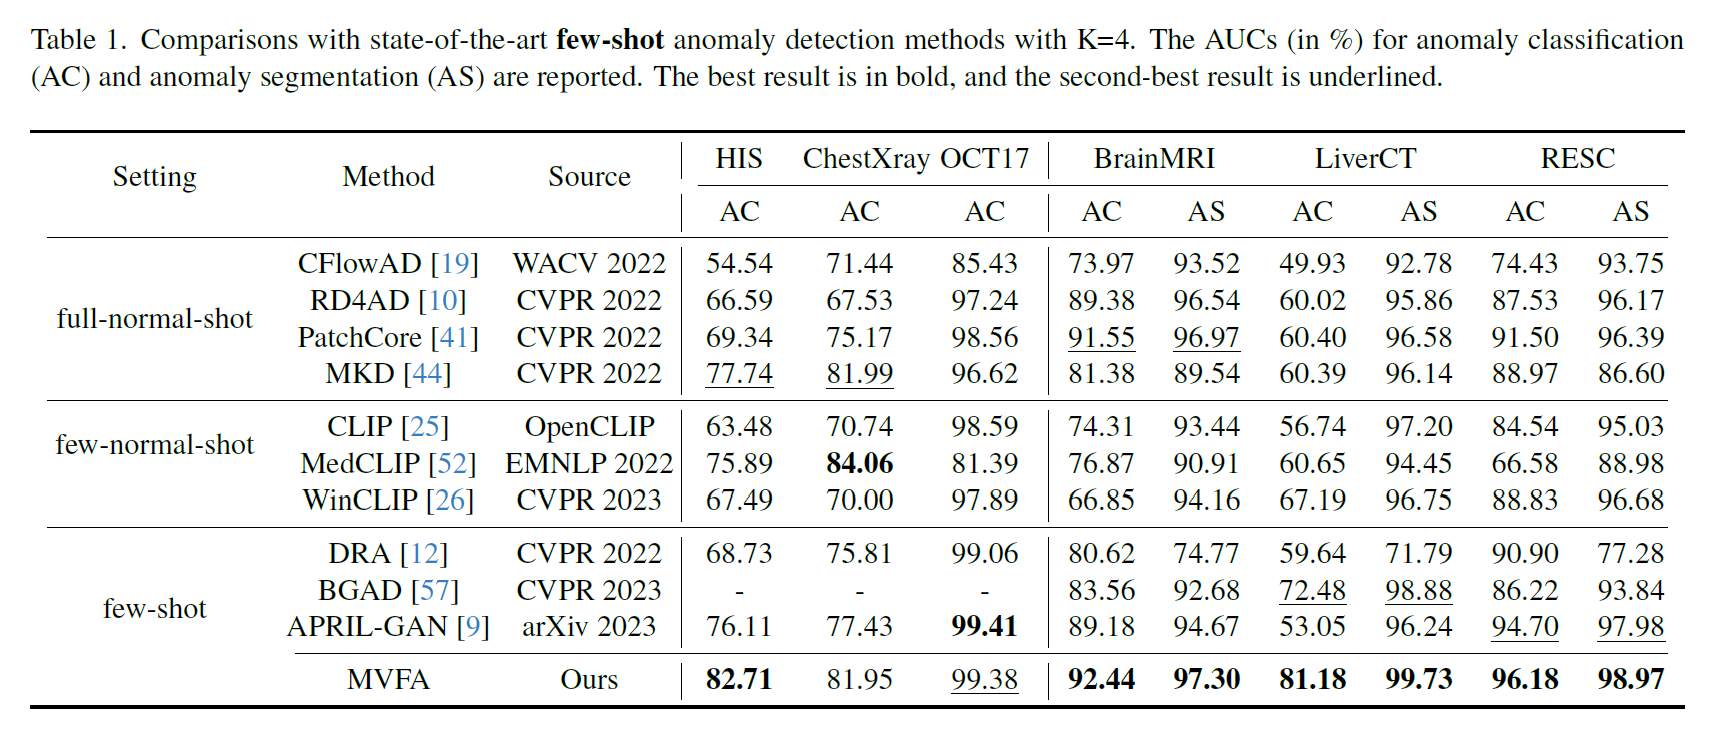 Table 1. Comparisons with state-of-the-art few-shot anomaly detection methods with K=4. The AUCs (in %) for anomaly classification
(AC) and anomaly segmentation (AS) are reported. The best result is in bold, and the second-best result is underlined.
Setting Method Source HIS ChestXray OCT17 BrainMRI LiverCT RESC
AC AC AC AC AS AC AS AC AS
full-normal-shot
CFlowAD [19] WACV 2022 54.54 71.44 85.43 73.97 93.52 49.93 92.78 74.43 93.75
RD4AD [10] CVPR 2022 66.59 67.53 97.24 89.38 96.54 60.02 95.86 87.53 96.17
PatchCore [41] CVPR 2022 69.34 75.17 98.56 91.55 96.97 60.40 96.58 91.50 96.39
MKD [44] CVPR 2022 77.74 81.99 96.62 81.38 89.54 60.39 96.14 88.97 86.60
few-normal-shot
CLIP [25] OpenCLIP 63.48 70.74 98.59 74.31 93.44 56.74 97.20 84.54 95.03
MedCLIP [52] EMNLP 2022 75.89 84.06 81.39 76.87 90.91 60.65 94.45 66.58 88.98
WinCLIP [26] CVPR 2023 67.49 70.00 97.89 66.85 94.16 67.19 96.75 88.83 96.68
few-shot
DRA [12] CVPR 2022 68.73 75.81 99.06 80.62 74.77 59.64 71.79 90.90 77.28
BGAD [57] CVPR 2023 - - - 83.56 92.68 72.48 98.88 86.22 93.84
APRIL-GAN [9] arXiv 2023 76.11 77.43 99.41 89.18 94.67 53.05 96.24 94.70 97.98
MVFA Ours 82.71 81.95 99.38 92.44 97.30 81.18 99.73 96.18 98.97